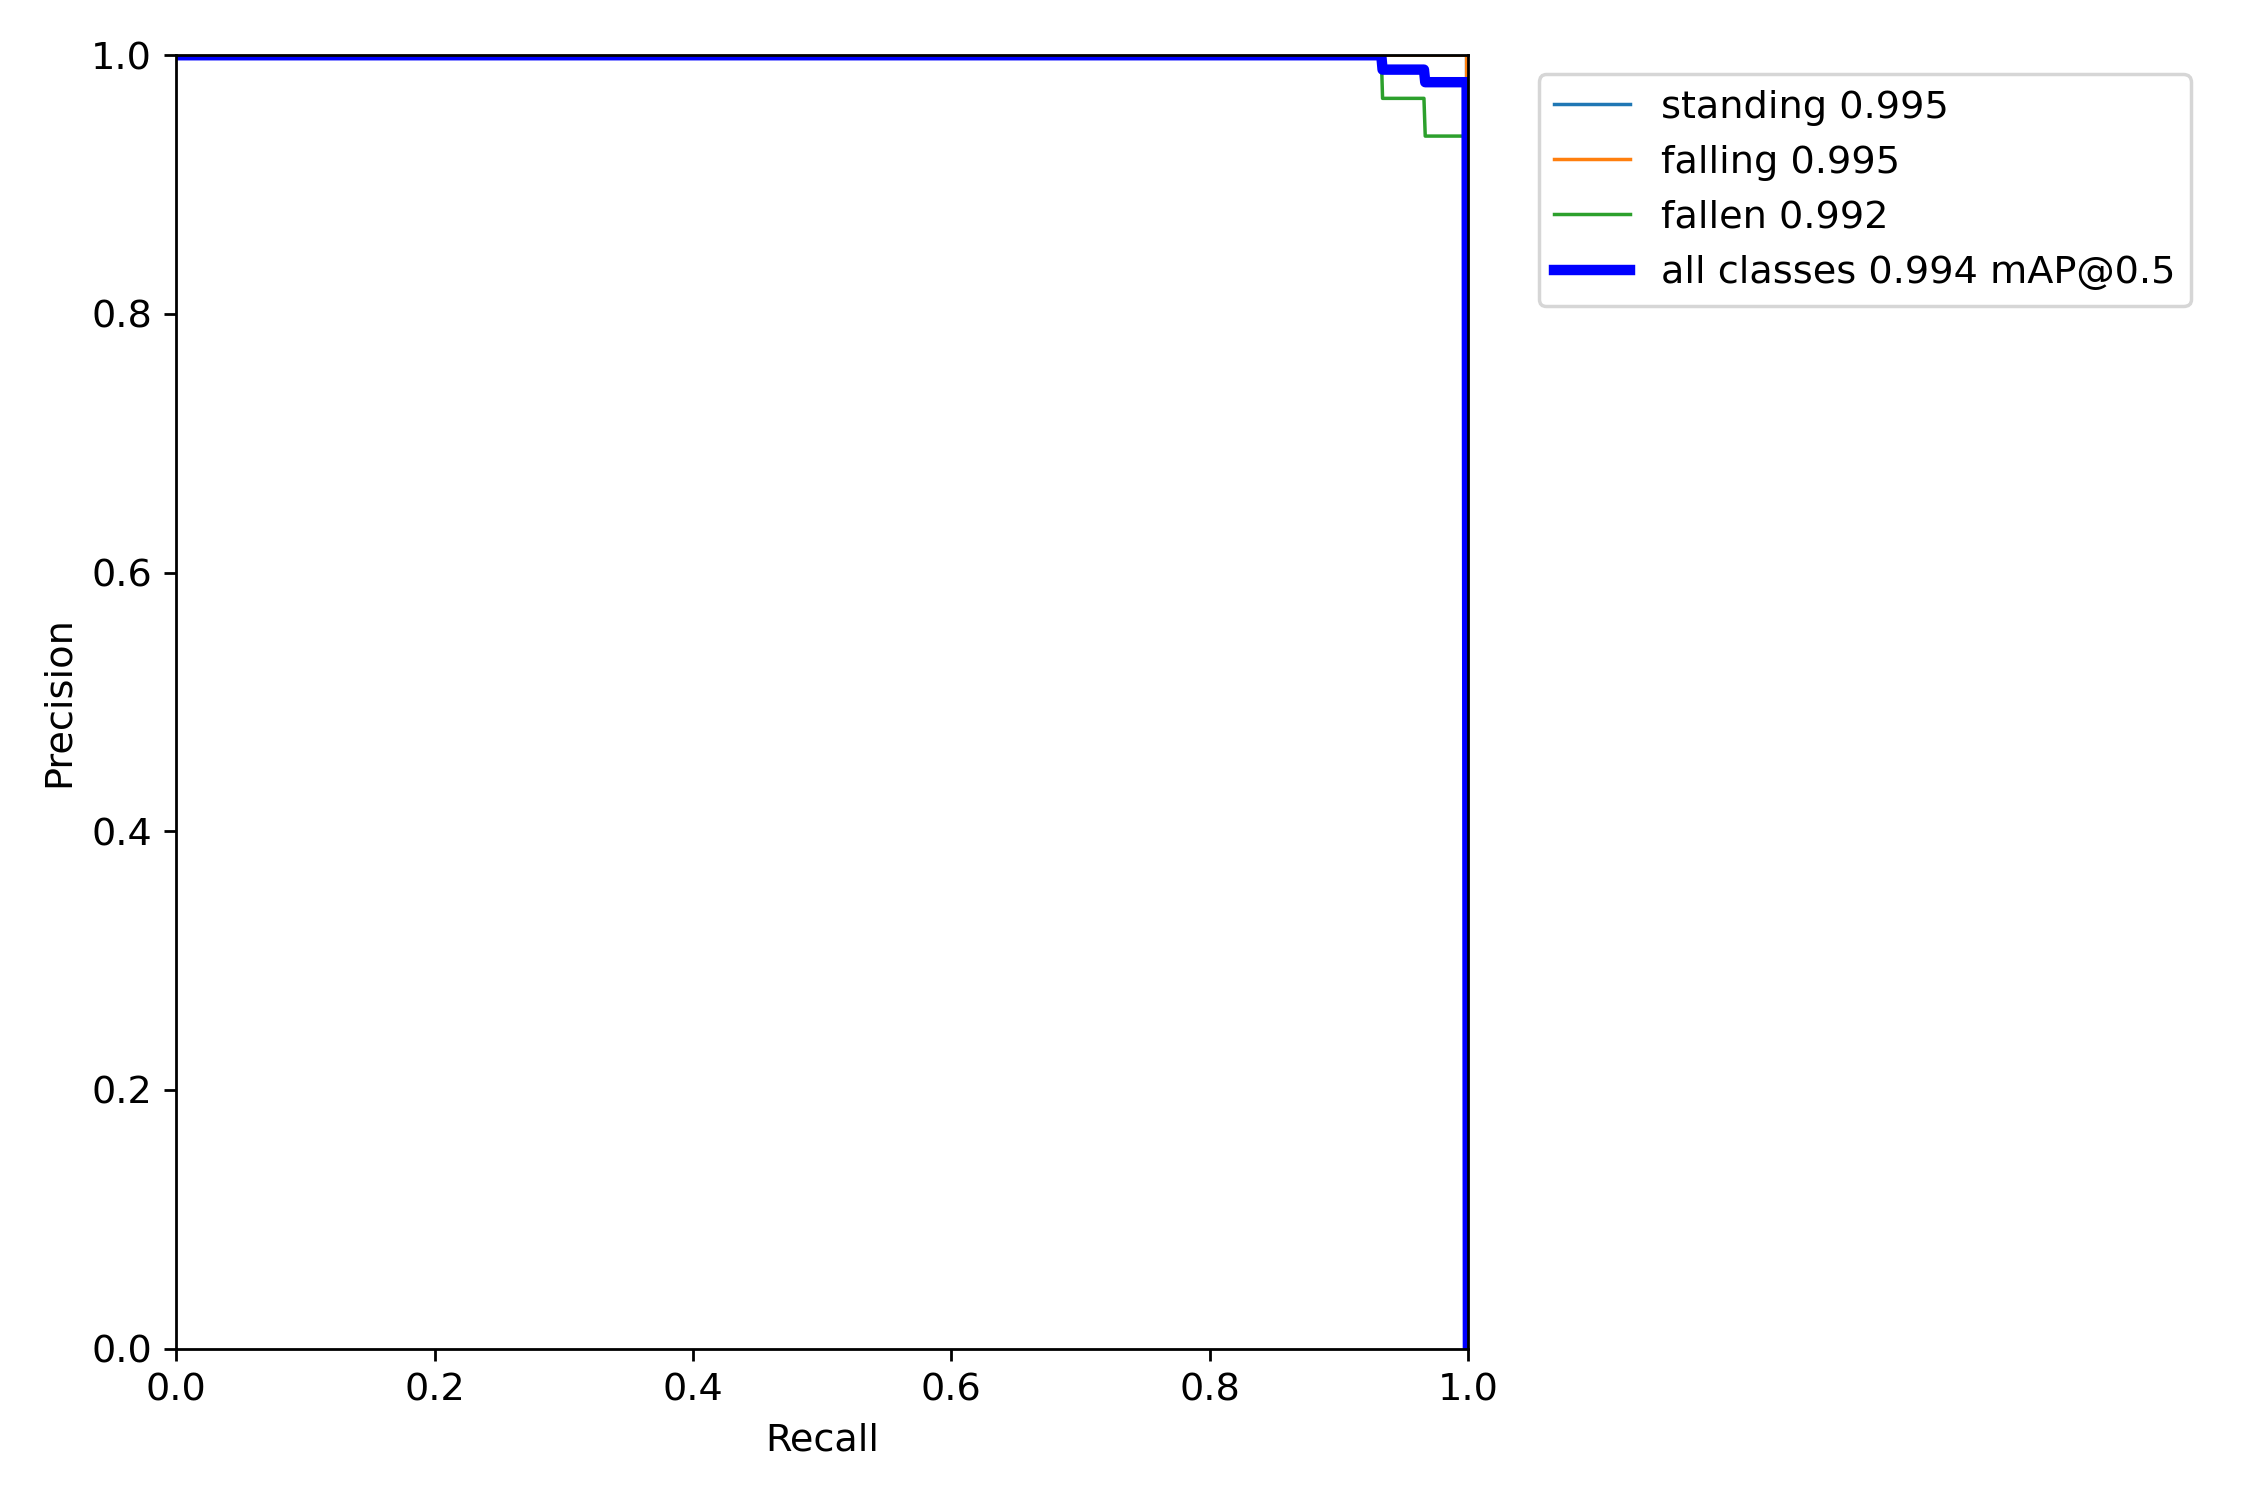 1.0
0.8
0.6
0.4
0.2
0.0
Precision
0.0 0.2 0.4 0.6 0.8 1.0
Recall
standing 0.995
falling 0.995
fallen 0.992
all classes 0.994 mAP@0.5